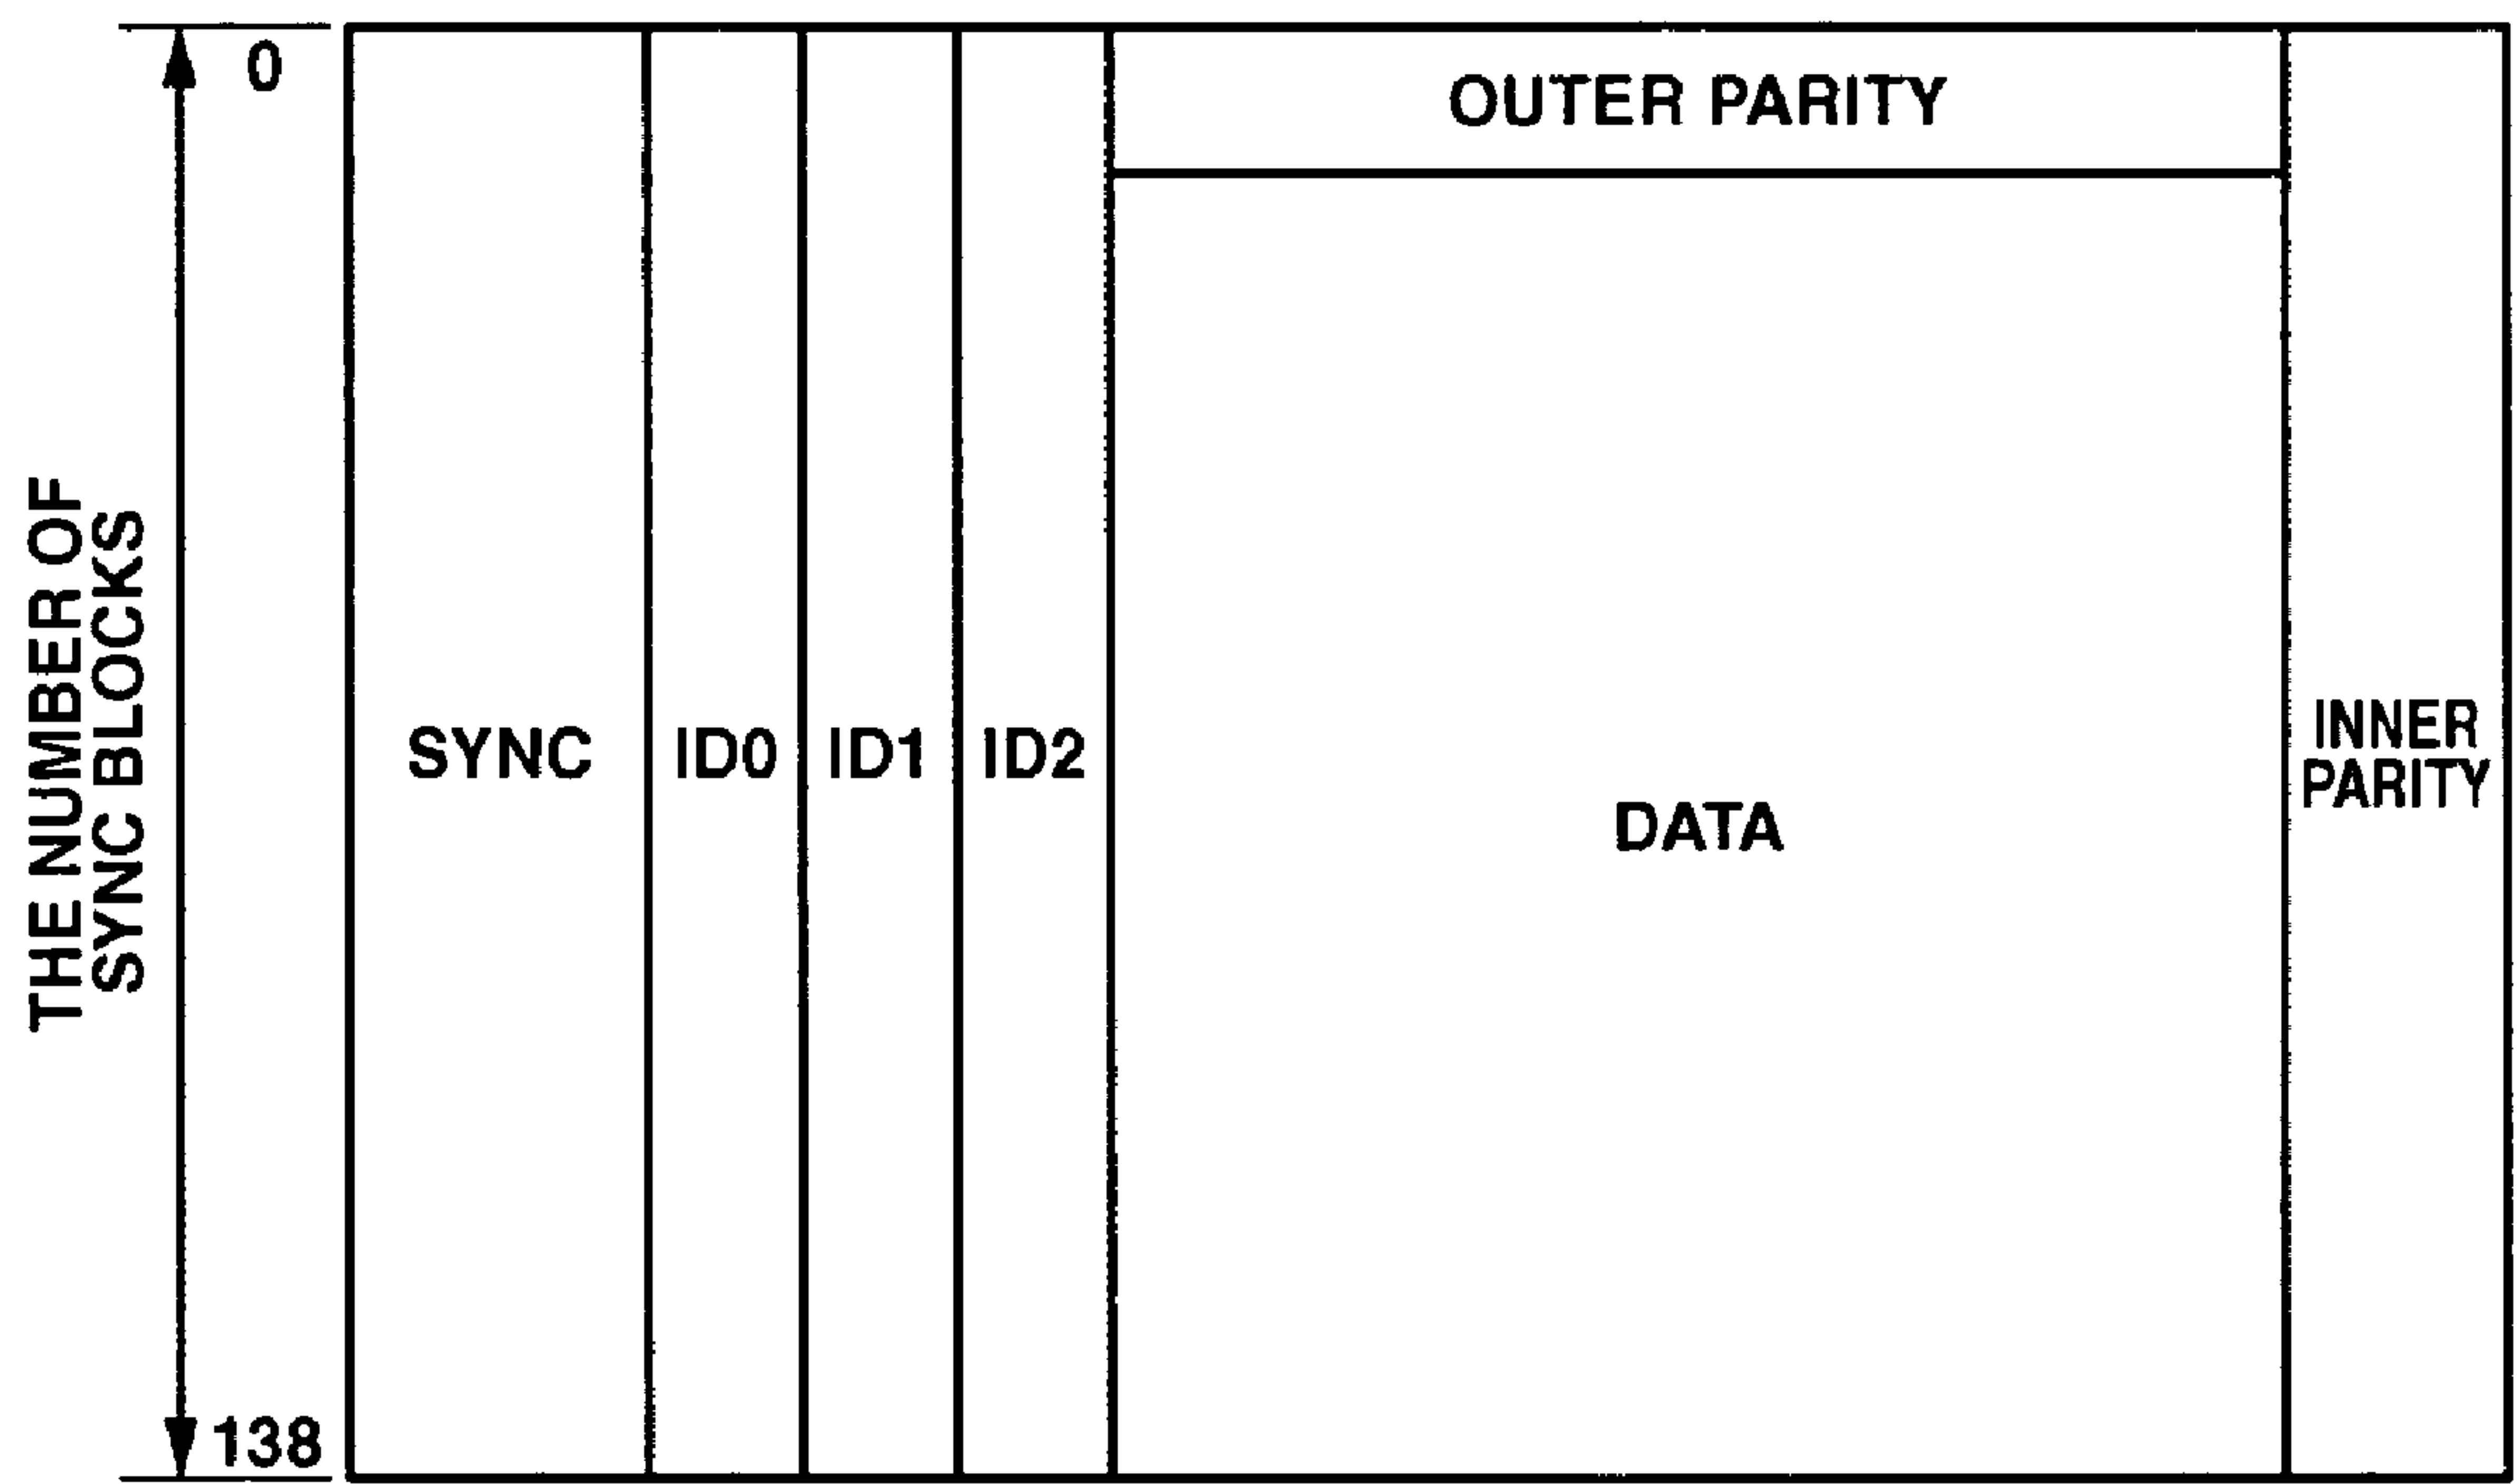 0
OUTER PARITY
THE NUMBER OF
SYNC BLOCKS
SYNC
ID0
ID1
ID2
DATA
INNER
PARITY
138